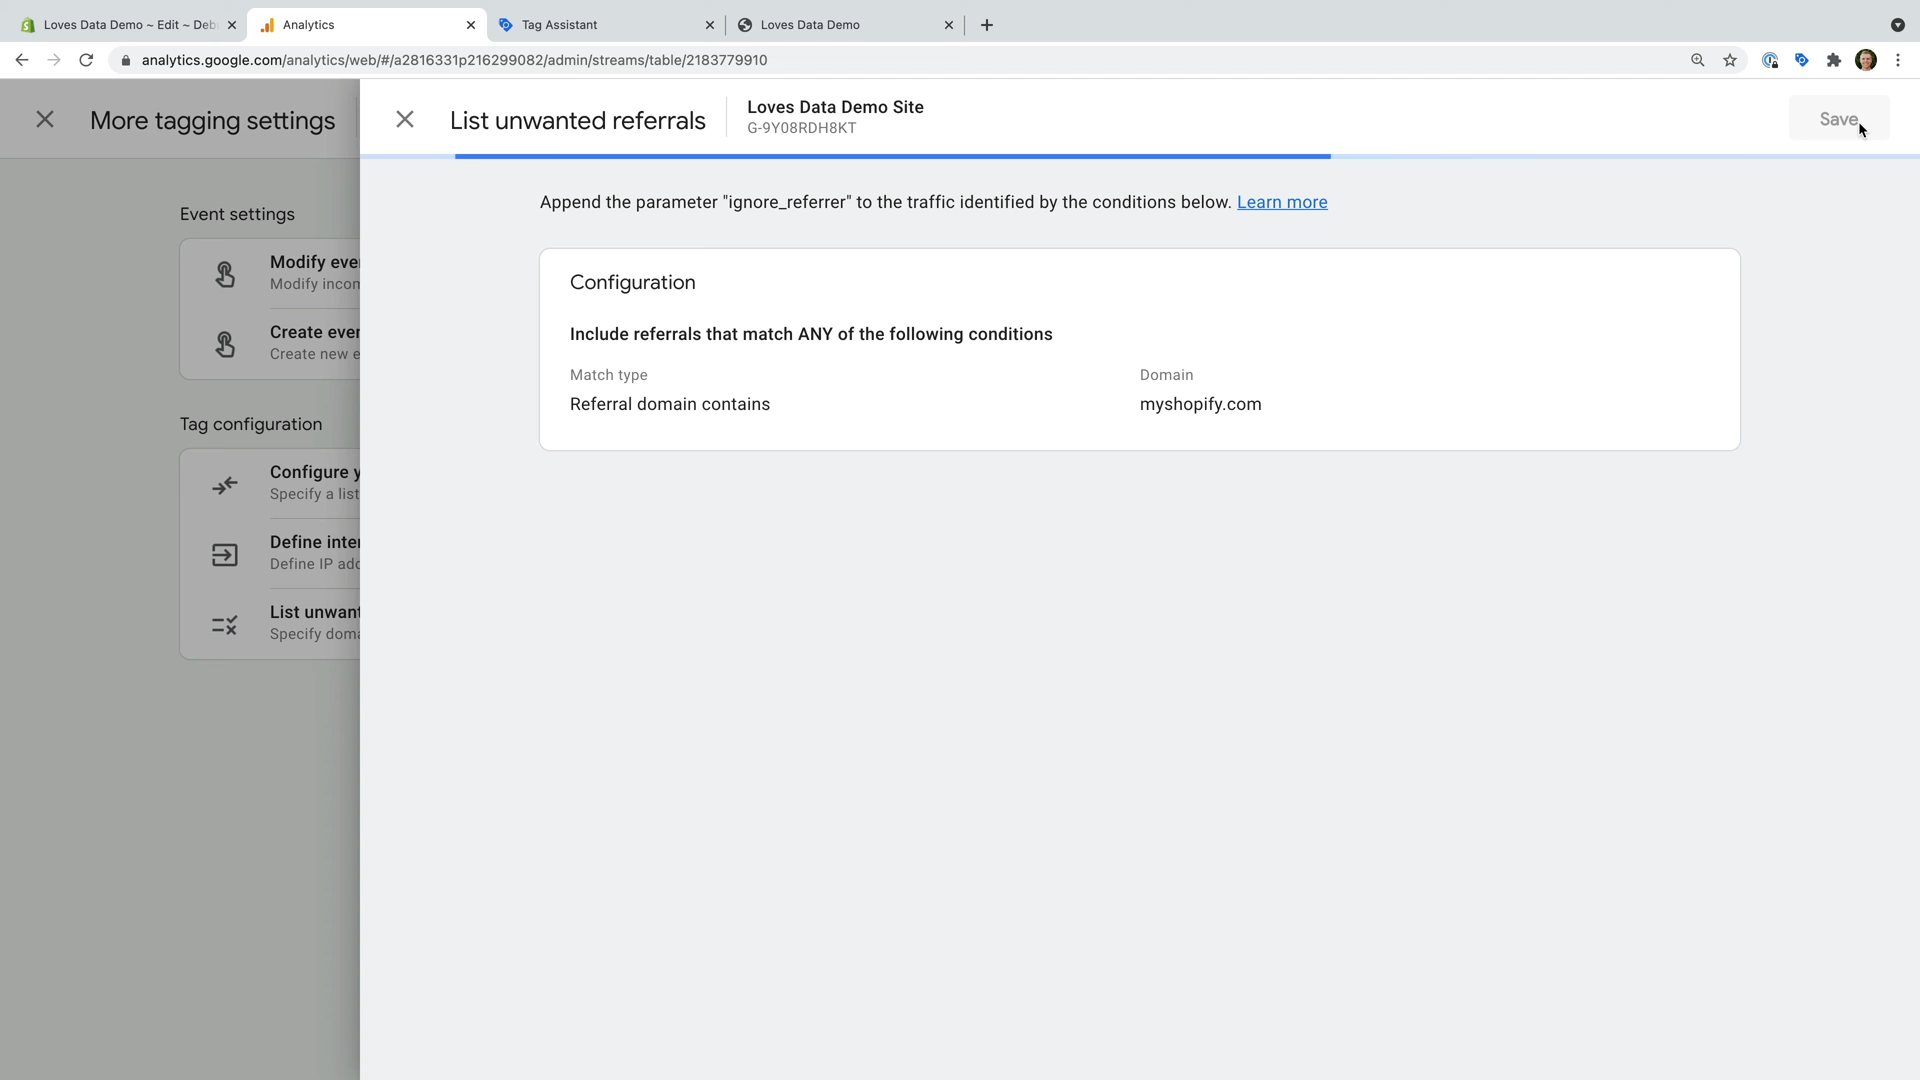 Loves Data Demo ~ Edit ~ Deb
Analytics
Tag Assistant
Loves Data Demo
analytics.google.com/analytics/web/#/a2816331p216299082/admin/streams/table/2183779910
More tagging settings
List unwanted referrals
Loves Data Demo Site
G-9Y08RDH8KT
Save
Append the parameter "ignore_referrer" to the traffic identified by the conditions below. Learn more
Event settings
Modify eve
Modify incom
Create ever
Create new e
Tag configuration
Configure y
Specify a list
Define inter
Define IP add
List unwant
Specify doma
Configuration
Include referrals that match ANY of the following conditions
Match type
Domain
Referral domain contains
myshopify.com